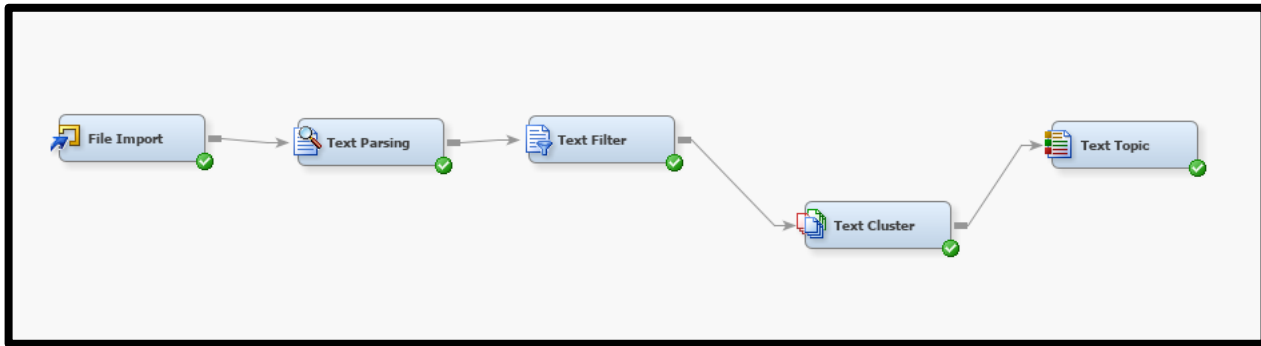 File Import
Text Parsing
Text Filter
Text Cluster
Text Topic